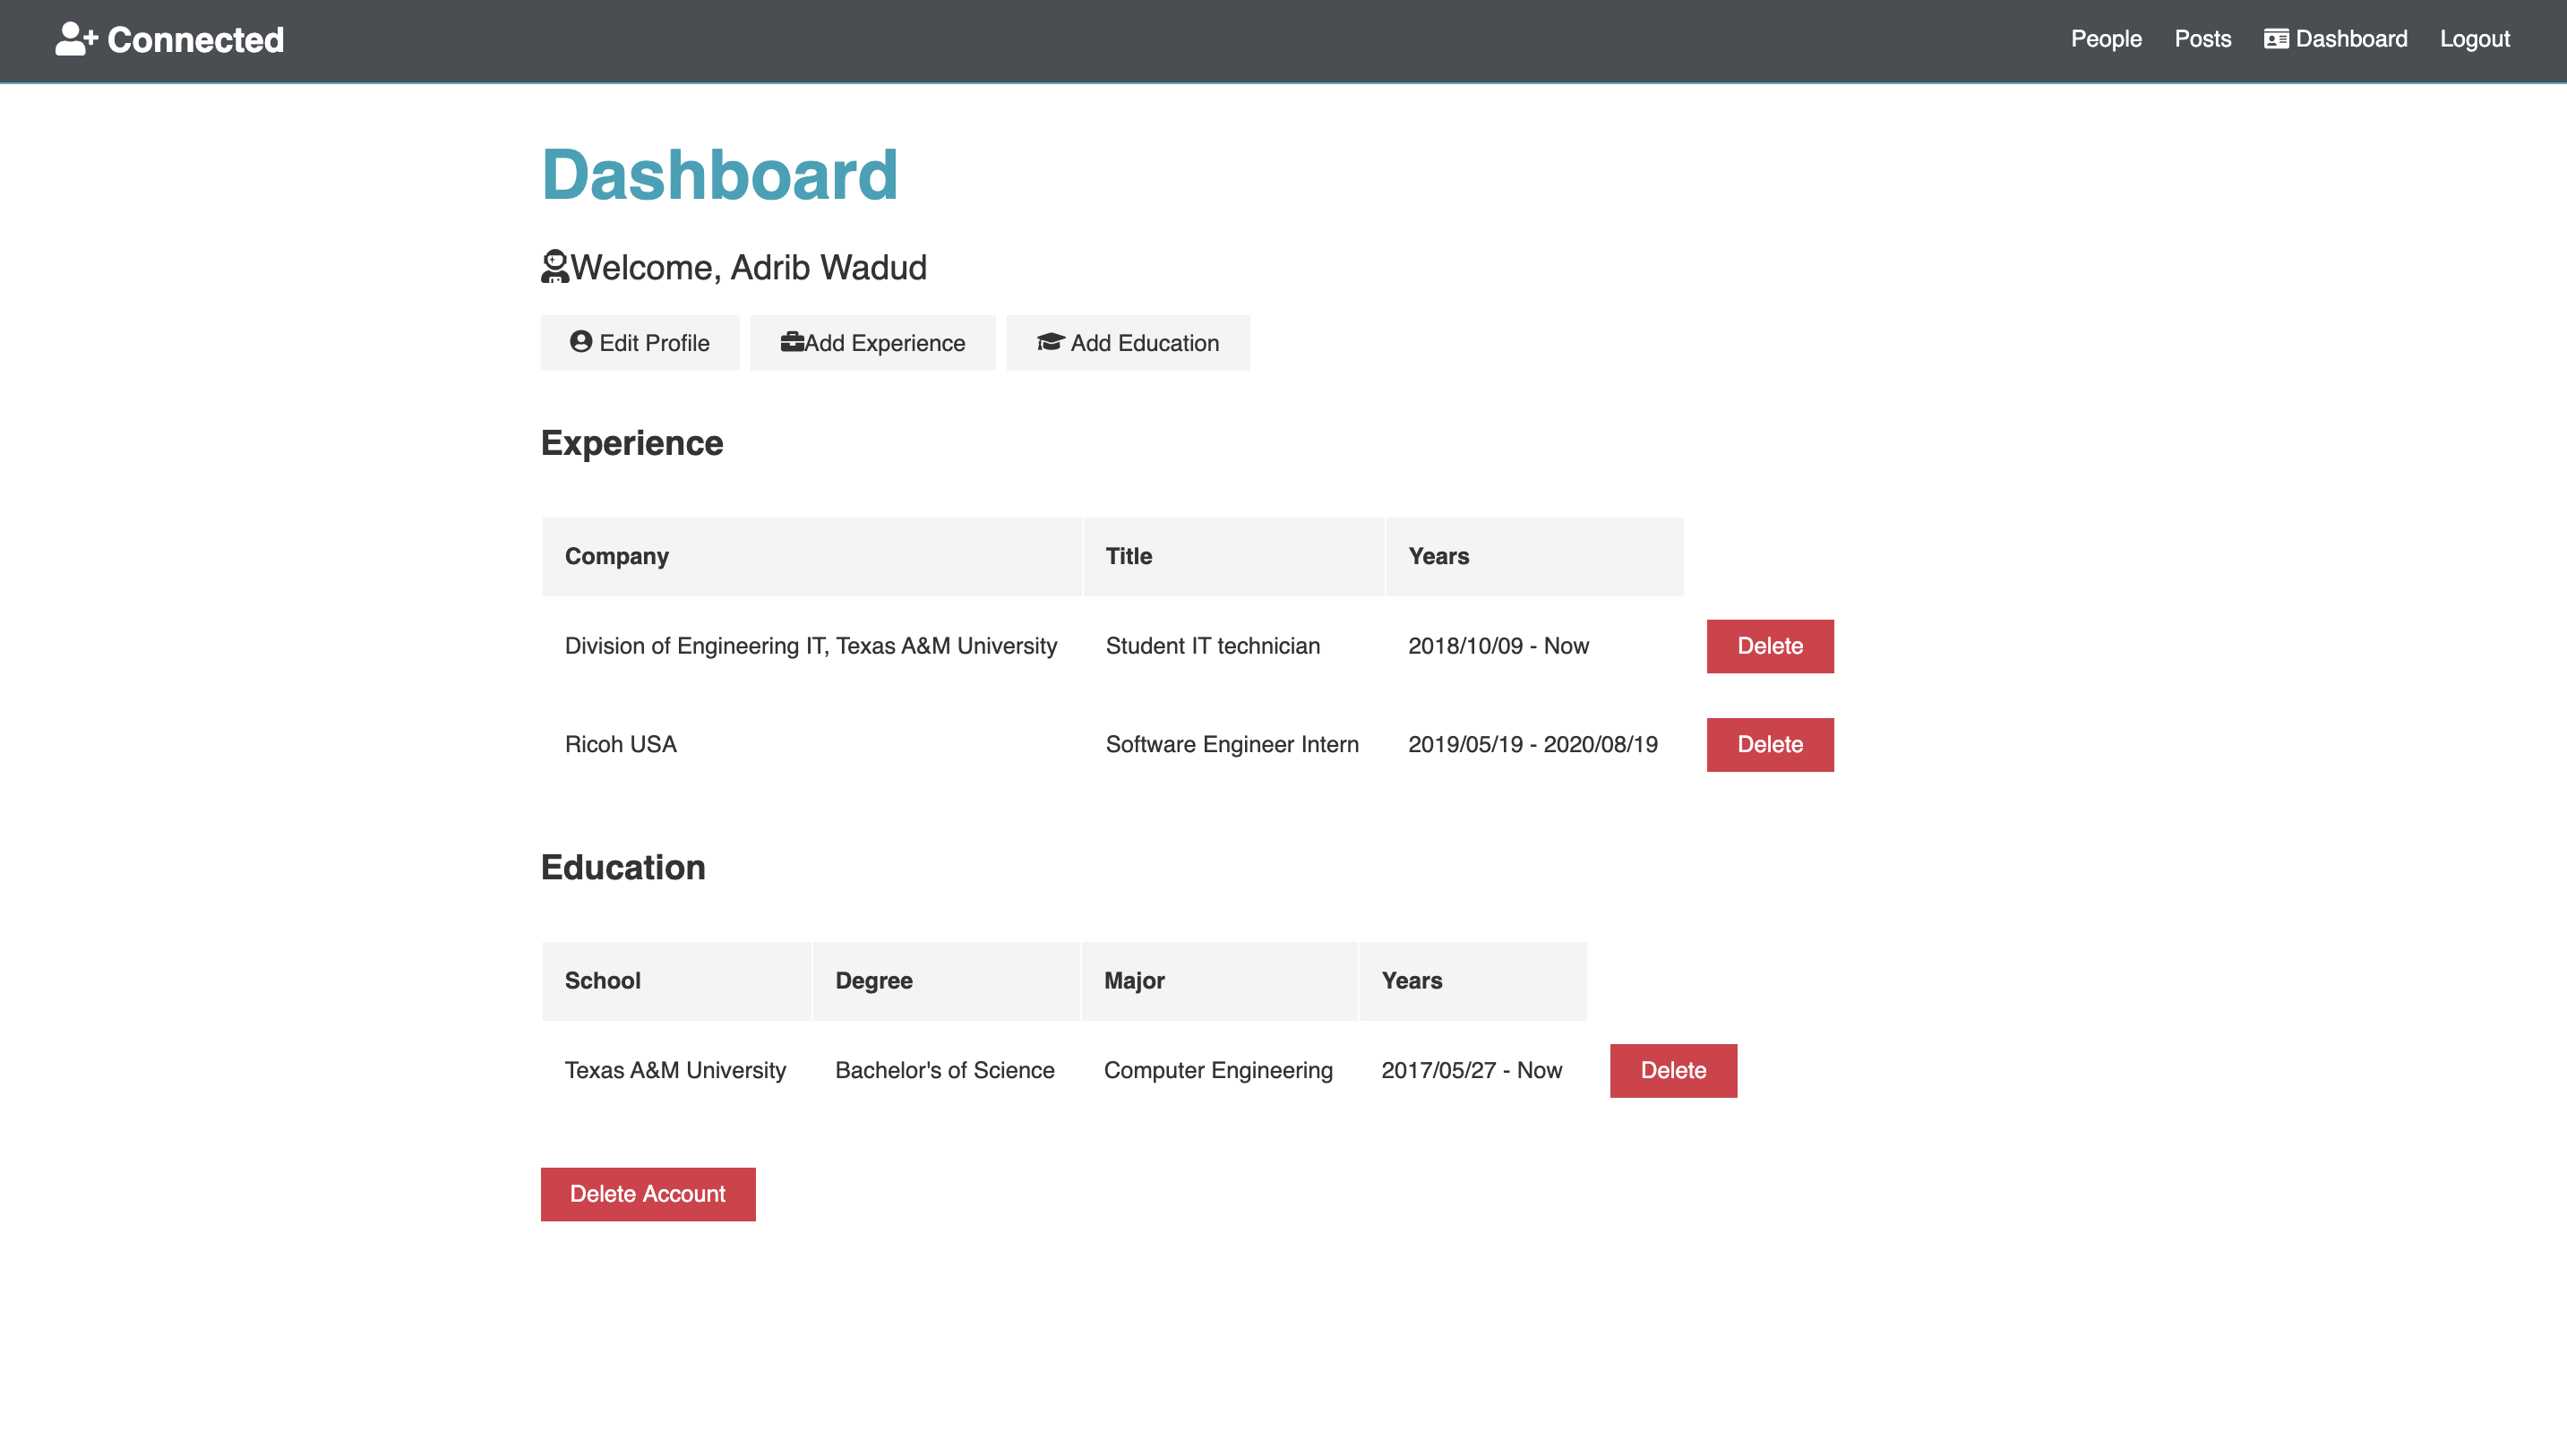 Connected People Posts Dashboard Logout
Dashboard
Welcome, Adrib Wadud
Edit Profile Add Experience Add Education
Experience
Company Title Years
Division of Engineering IT, Texas A&M University Student IT technician 2018/10/09 - Now Delete
Ricoh USA Software Engineer Intern 2019/05/19 - 2020/08/19 Delete
Education
School Degree Major Years
Texas A&M University Bachelor's of Science Computer Engineering 2017/05/27 - Now Delete
Delete Account